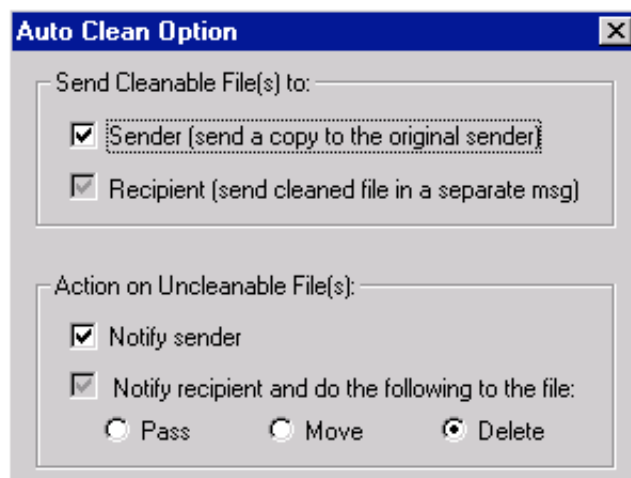 Auto Clean Option
Send Cleanable File(s) to:
Sender (send a copy to the original sender)
Recipient (send cleaned file in a separate msg)
Action on Uncleanable File(s):
Notify sender
Notify recipient and do the following to the file:
Pass Move Delete